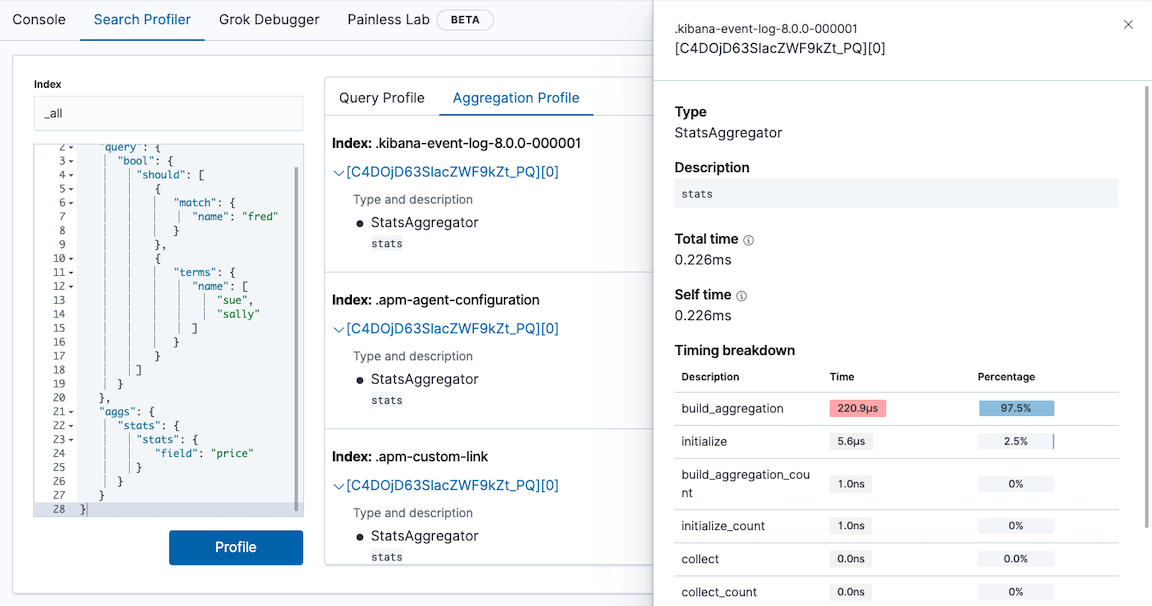 Console Search Profiler Grok Debugger Painless Lab BETA
Index
_all
2 "query": {
3 "bool": {
4 "should": [
5 {
6 "match": {
7 "name": "fred"
8 }
9 },
10 {
11 "terms": {
12 "name": [
13 "sue",
14 "sally"
15 ]
16 }
17 }
18 ]
19 }
20 },
21 "aggs": {
22 "stats": {
23 "stats": {
24 "field": "price"
25 }
26 }
27 }
28 }
Profile
Query Profile Aggregation Profile
Index: .kibana-event-log-8.0.0-000001
[C4DOjD63SlacZWF9kZt_PQ][0]
Type and description
StatsAggregator
stats
Index: .apm-agent-configuration
[C4DOjD63SlacZWF9kZt_PQ][0]
Type and description
StatsAggregator
stats
Index: .apm-custom-link
[C4DOjD63SlacZWF9kZt_PQ][0]
Type and description
StatsAggregator
stats
.kibana-event-log-8.0.0-000001
[C4DOjD63SlacZWF9kZt_PQ][0]
Type
StatsAggregator
Description
stats
Total time
0.226ms
Self time
0.226ms
Timing breakdown
Description Time Percentage
build_aggregation 220.9µs 97.5%
initialize 5.6µs 2.5%
build_aggregation_cou
nt 1.0ns 0%
initialize_count 1.0ns 0%
collect 0.0ns 0.0%
collect_count 0.0ns 0%